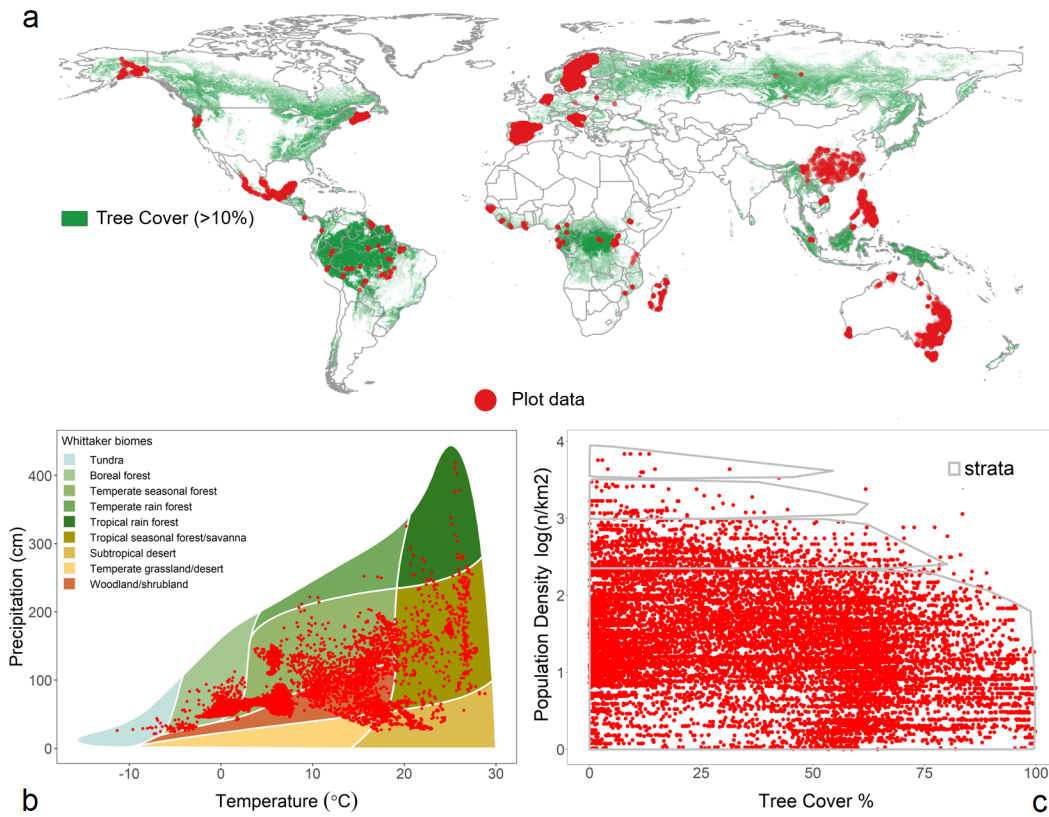 a
Tree Cover (>10%)
Plot data
Whittaker biomes
Tundra
Boreal forest
Temperate seasonal forest
Temperate rain forest
Tropical rain forest
Tropical seasonal forest/savanna
Subtropical desert
Temperate grassland/desert
Woodland/shrubland
Precipitation (cm)
400
300
200
100
0
-10
0
10
20
30
Temperature (°C)
b
strata
Population Density log(n/km2)
4
3
2
1
0
0
25
50
75
100
Tree Cover %
c